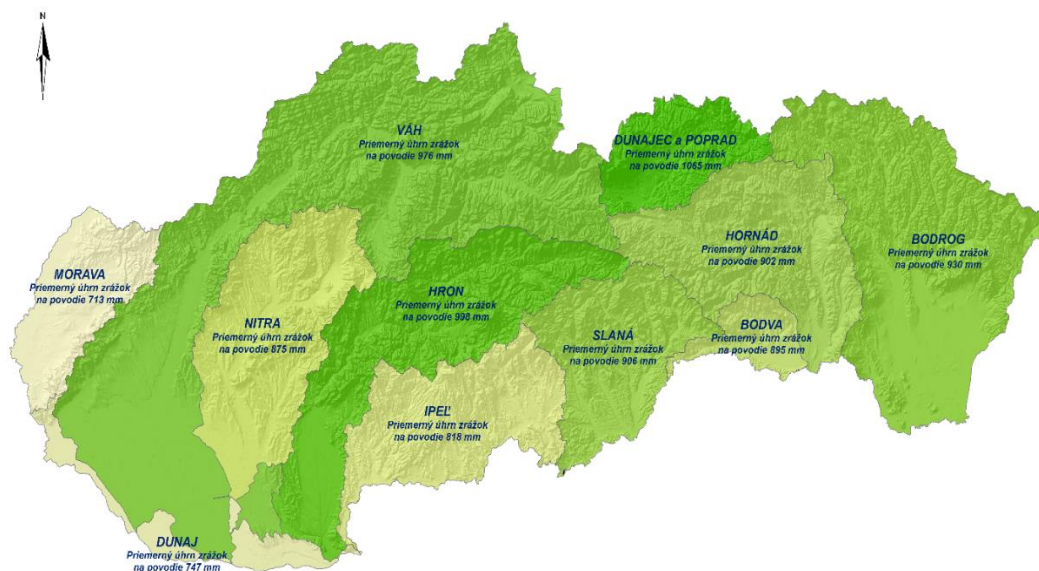 N
VÁH
Priemerný úhrn zrážok
na povodie 976 mm
DUNAJEC a POPRAD
Priemerný úhrn zrážok
na povodie 1065 mm
HORNÁD
Priemerný úhrn zrážok
na povodie 902 mm
BODROG
Priemerný úhrn zrážok
na povodie 930 mm
MORAVA
Priemerný úhrn zrážok
na povodie 713 mm
HRON
Priemerný úhrn zrážok
na povodie 998 mm
NITRA
Priemerný úhrn zrážok
na povodie 875 mm
SLANÁ
Priemerný úhrn zrážok
na povodie 906 mm
BODVA
Priemerný úhrn zrážok
na povodie 895 mm
IPEĽ
Priemerný úhrn zrážok
na povodie 818 mm
DUNAJ
Priemerný úhrn zrážok
na povodie 747 mm